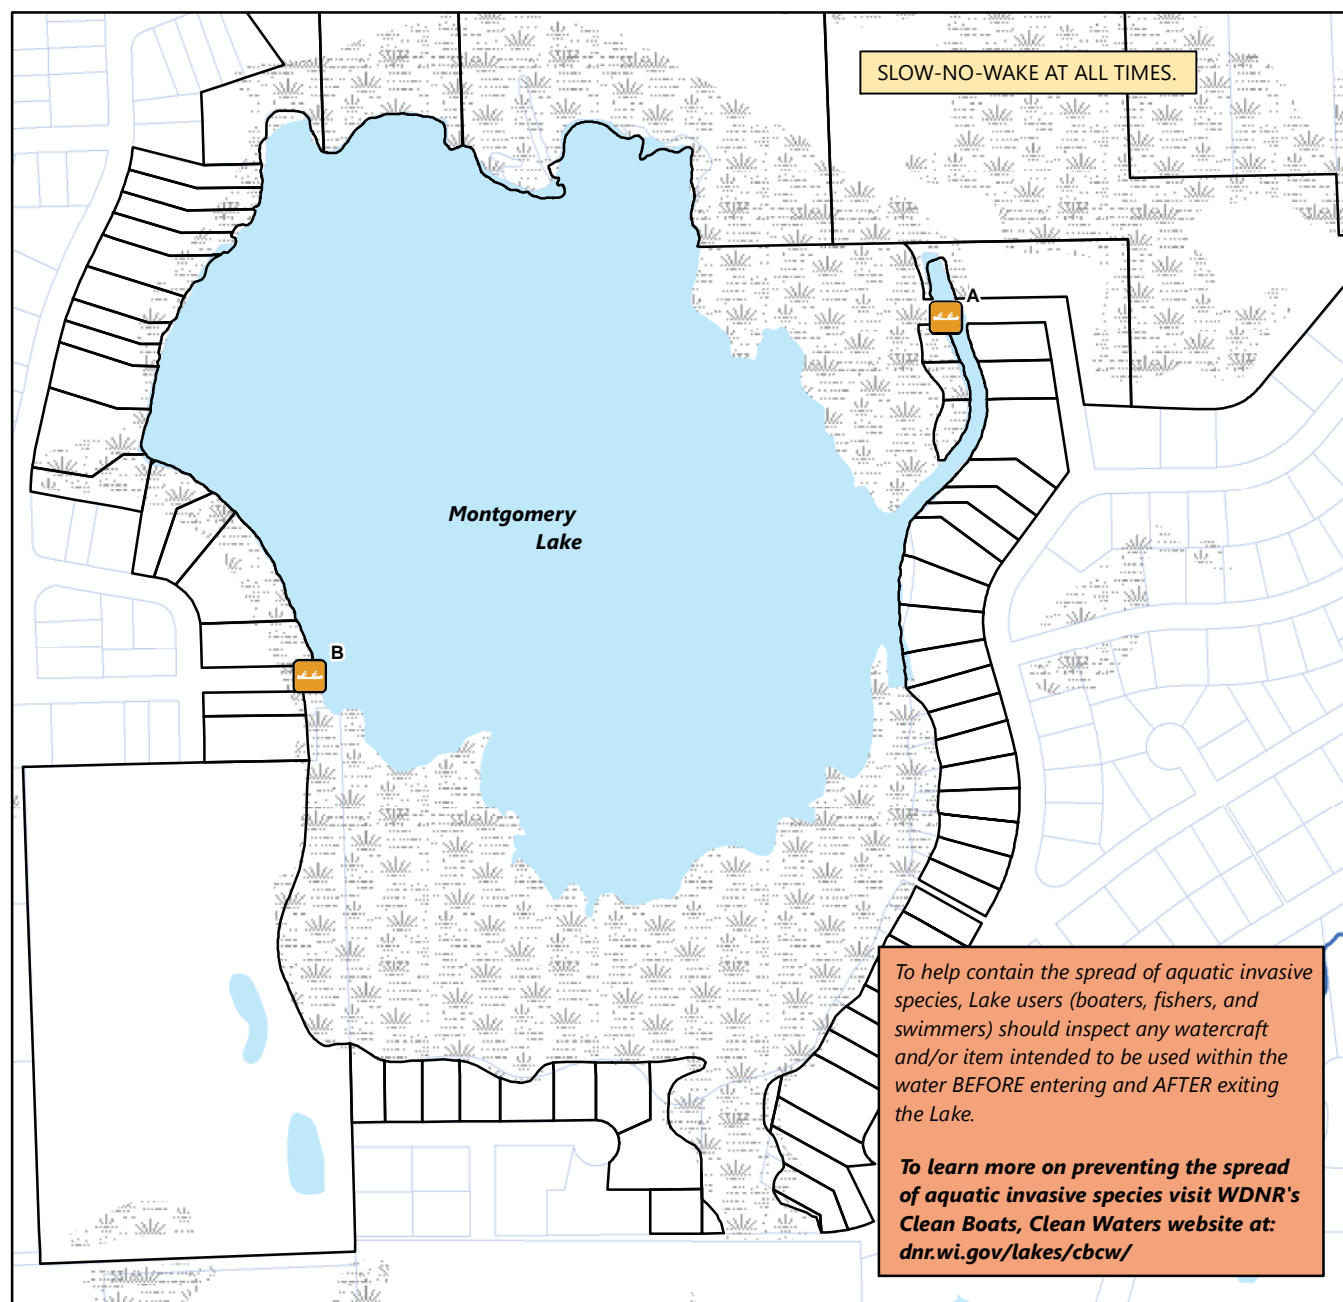 SLOW-NO-WAKE AT ALL TIMES.
A
Montgomery
Lake
B
To help contain the spread of aquatic invasive
species, Lake users (boaters, fishers, and
swimmers) should inspect any watercraft
and/or item intended to be used within the
water BEFORE entering and AFTER exiting
the Lake.
To learn more on preventing the spread
of aquatic invasive species visit WDNR's
Clean Boats, Clean Waters website at:
dnr.wi.gov/lakes/cbcw/